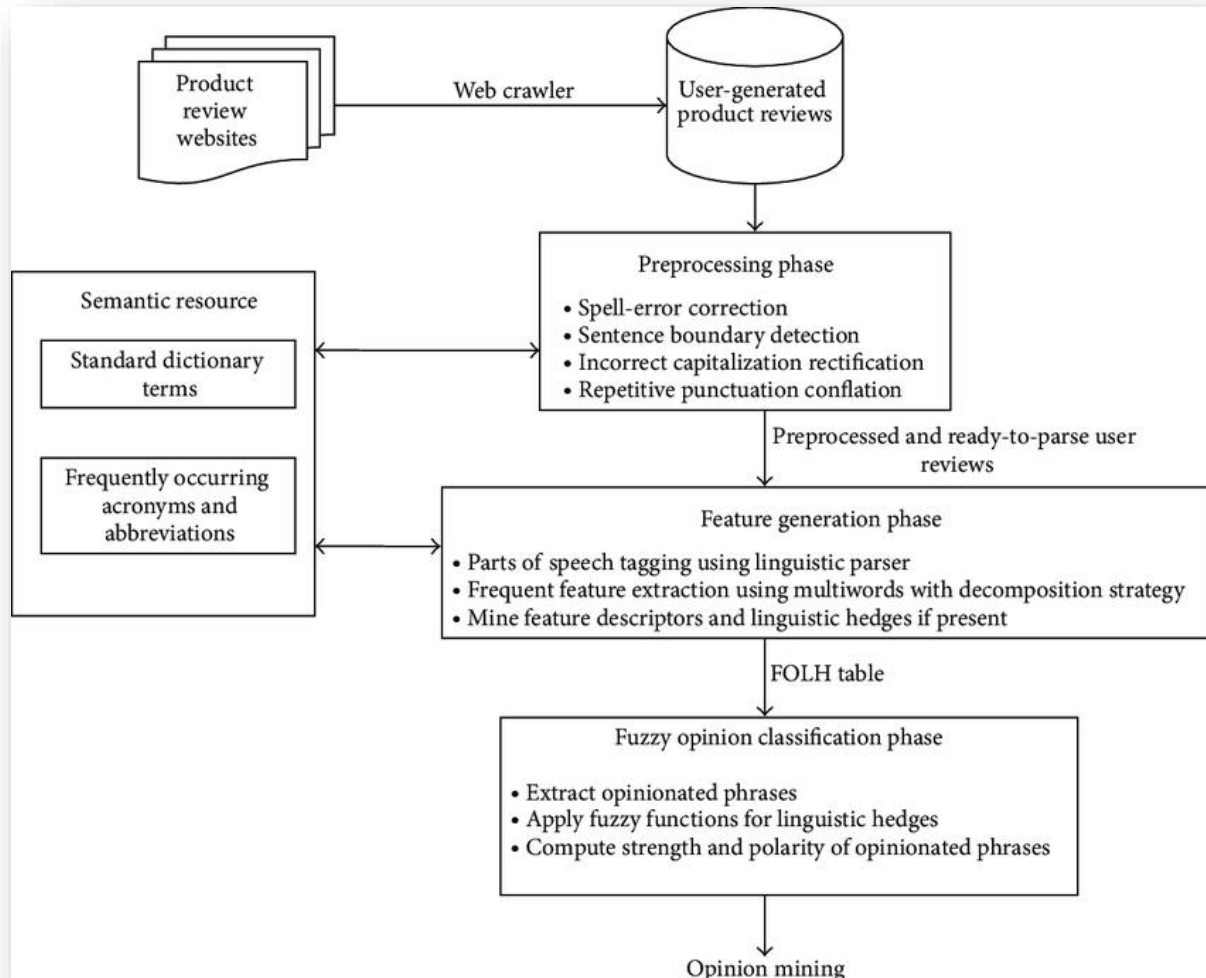 Product
review
websites
Web crawler
User-generated
product reviews
Preprocessing phase
• Spell-error correction
• Sentence boundary detection
• Incorrect capitalization rectification
• Repetitive punctuation conflation
Semantic resource
Standard dictionary
terms
Frequently occurring
acronyms and
abbreviations
Preprocessed and ready-to-parse user
reviews
Feature generation phase
• Parts of speech tagging using linguistic parser
• Frequent feature extraction using multiwords with decomposition strategy
• Mine feature descriptors and linguistic hedges if present
FOLH table
Fuzzy opinion classification phase
• Extract opinionated phrases
• Apply fuzzy functions for linguistic hedges
• Compute strength and polarity of opinionated phrases
Opinion mining